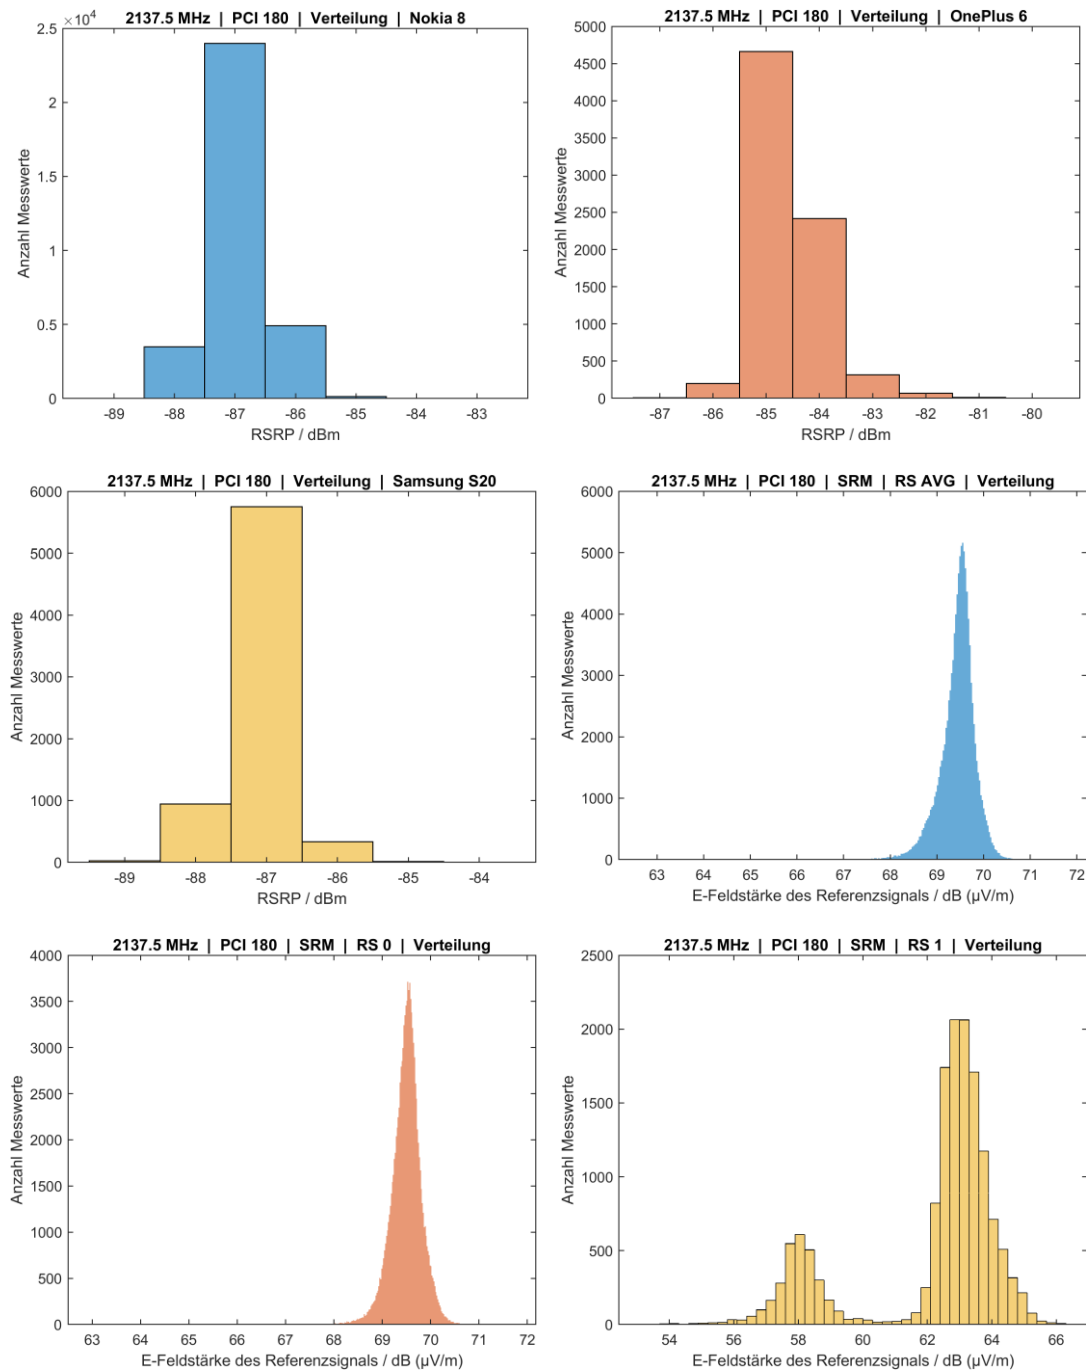 2137.5 MHz | PCI 180 | Verteilung | Nokia 8
×10⁴
2.5
2
1.5
1
0.5
0
Anzahl Messwerte
-89 -88 -87 -86 -85 -84 -83
RSRP / dBm
2137.5 MHz | PCI 180 | Verteilung | OnePlus 6
5000
4500
4000
3500
3000
2500
2000
1500
1000
500
0
Anzahl Messwerte
-87 -86 -85 -84 -83 -82 -81 -80
RSRP / dBm
2137.5 MHz | PCI 180 | Verteilung | Samsung S20
6000
5000
4000
3000
2000
1000
0
Anzahl Messwerte
-89 -88 -87 -86 -85 -84
RSRP / dBm
2137.5 MHz | PCI 180 | SRM | RS AVG | Verteilung
6000
5000
4000
3000
2000
1000
0
Anzahl Messwerte
63 64 65 66 67 68 69 70 71 72
E-Feldstärke des Referenzsignals / dB (µV/m)
2137.5 MHz | PCI 180 | SRM | RS 0 | Verteilung
4000
3500
3000
2500
2000
1500
1000
500
0
Anzahl Messwerte
63 64 65 66 67 68 69 70 71 72
E-Feldstärke des Referenzsignals / dB (µV/m)
2137.5 MHz | PCI 180 | SRM | RS 1 | Verteilung
2500
2000
1500
1000
500
0
Anzahl Messwerte
54 56 58 60 62 64 66
E-Feldstärke des Referenzsignals / dB (µV/m)